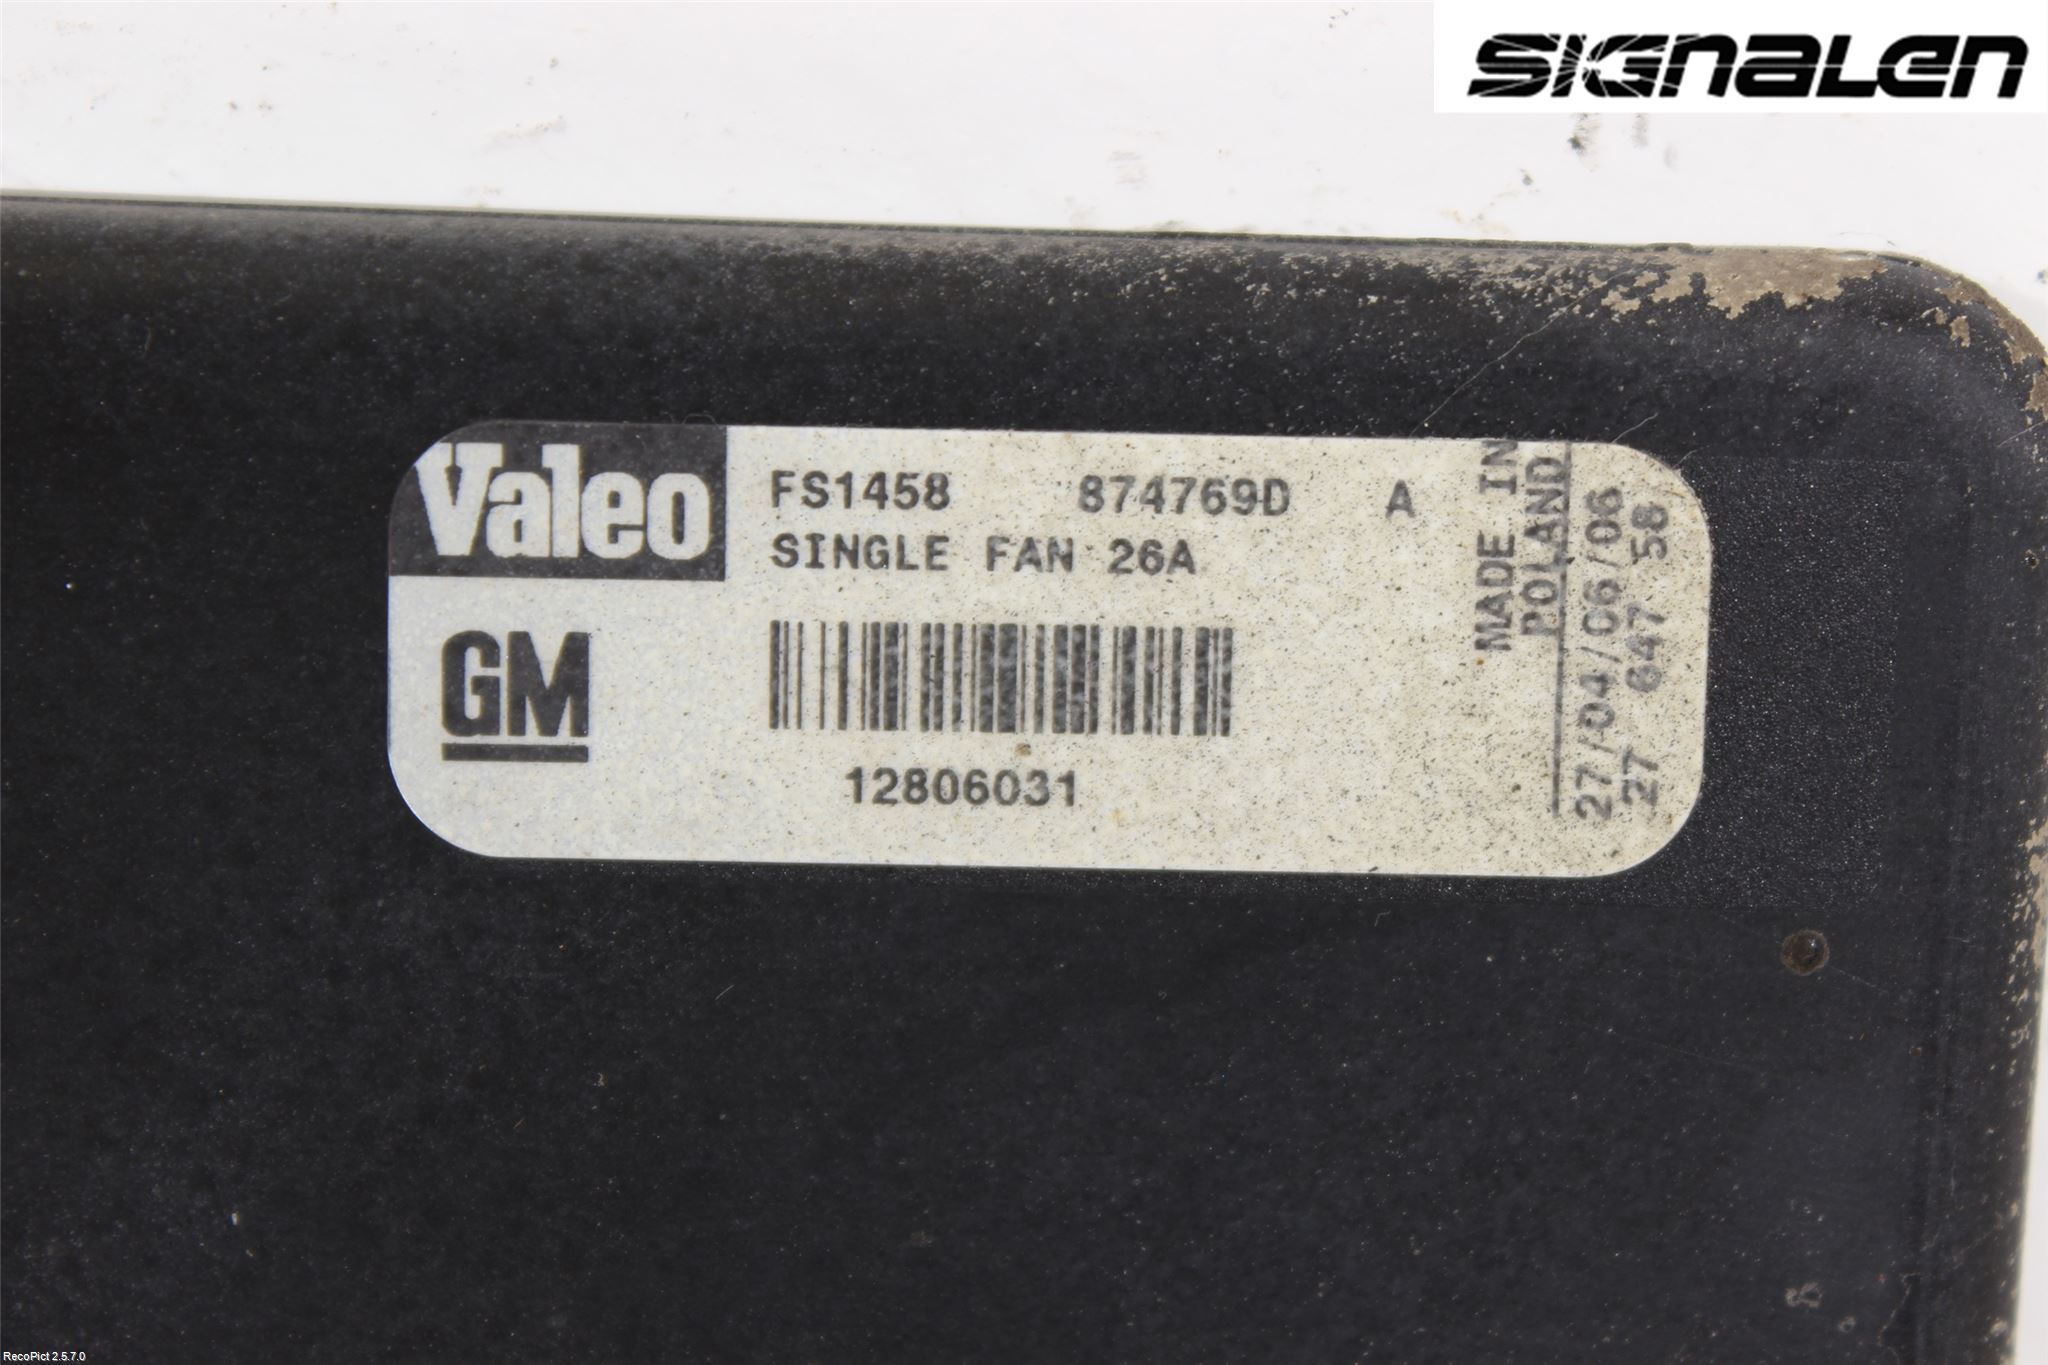 SIGNALEN
Valeo
FS1458 874769D A
SINGLE FAN 26A
GM
12806031
MADE IN
POLAND
27/04/06/06
27 647 58
RecoPict 2.5.7.0